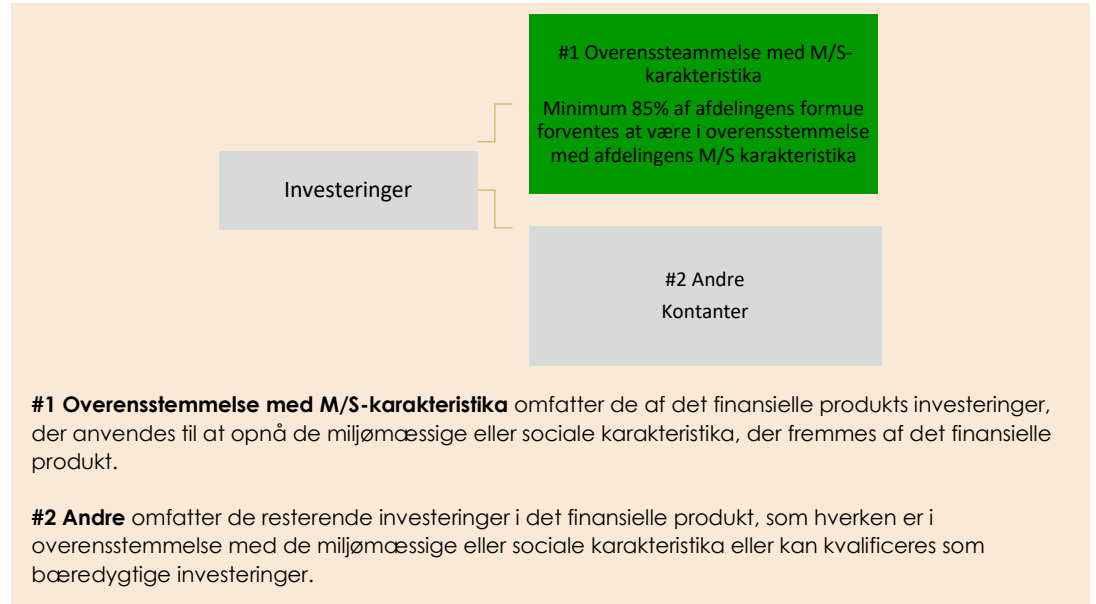 #1 Overenssteammelse med M/S-
karakteristika
Minimum 85% af afdelingens formue
forventes at være i overensstemmelse
med afdelingens M/S karakteristika
Investeringer
#2 Andre
Kontanter
#1 Overensstemmelse med M/S-karakteristika omfatter de af det finansielle produkts investeringer,
der anvendes til at opnå de miljømæssige eller sociale karakteristika, der fremmes af det finansielle
produkt.
#2 Andre omfatter de resterende investeringer i det finansielle produkt, som hverken er i
overensstemmelse med de miljømæssige eller sociale karakteristika eller kan kvalificeres som
bæredygtige investeringer.